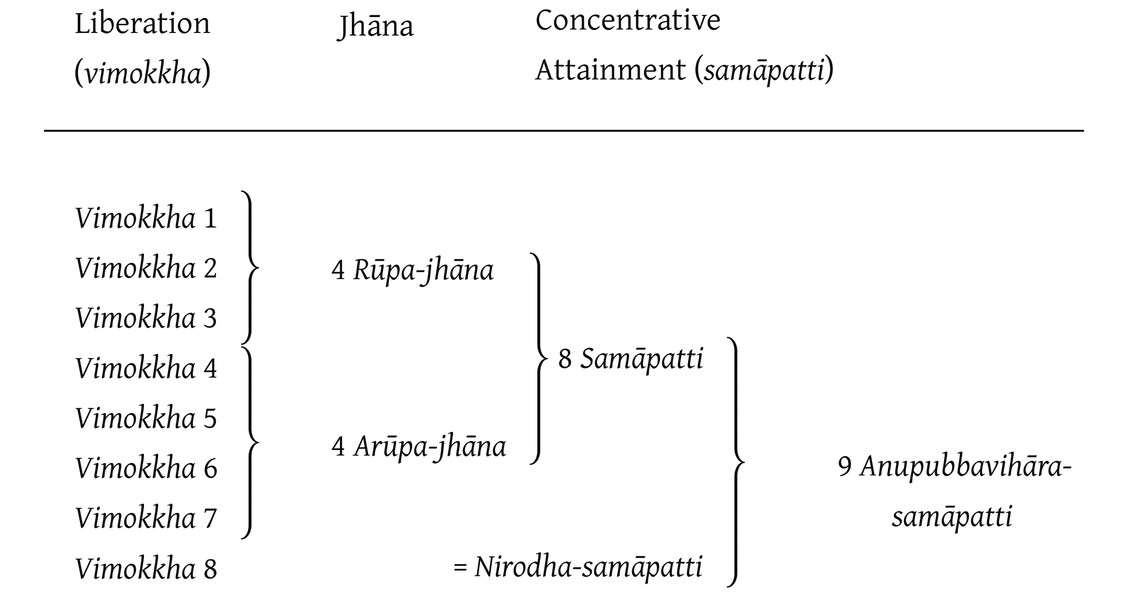 Liberation
(vimokkha)
Jhāna
Concentrative
Attainment (samāpatti)
Vimokkha 1
Vimokkha 2
Vimokkha 3
Vimokkha 4
Vimokkha 5
Vimokkha 6
Vimokkha 7
Vimokkha 8
4 Rūpa-jhāna
4 Arūpa-jhāna
8 Samāpatti
= Nirodha-samāpatti
9 Anupubbavihāra-
samāpatti